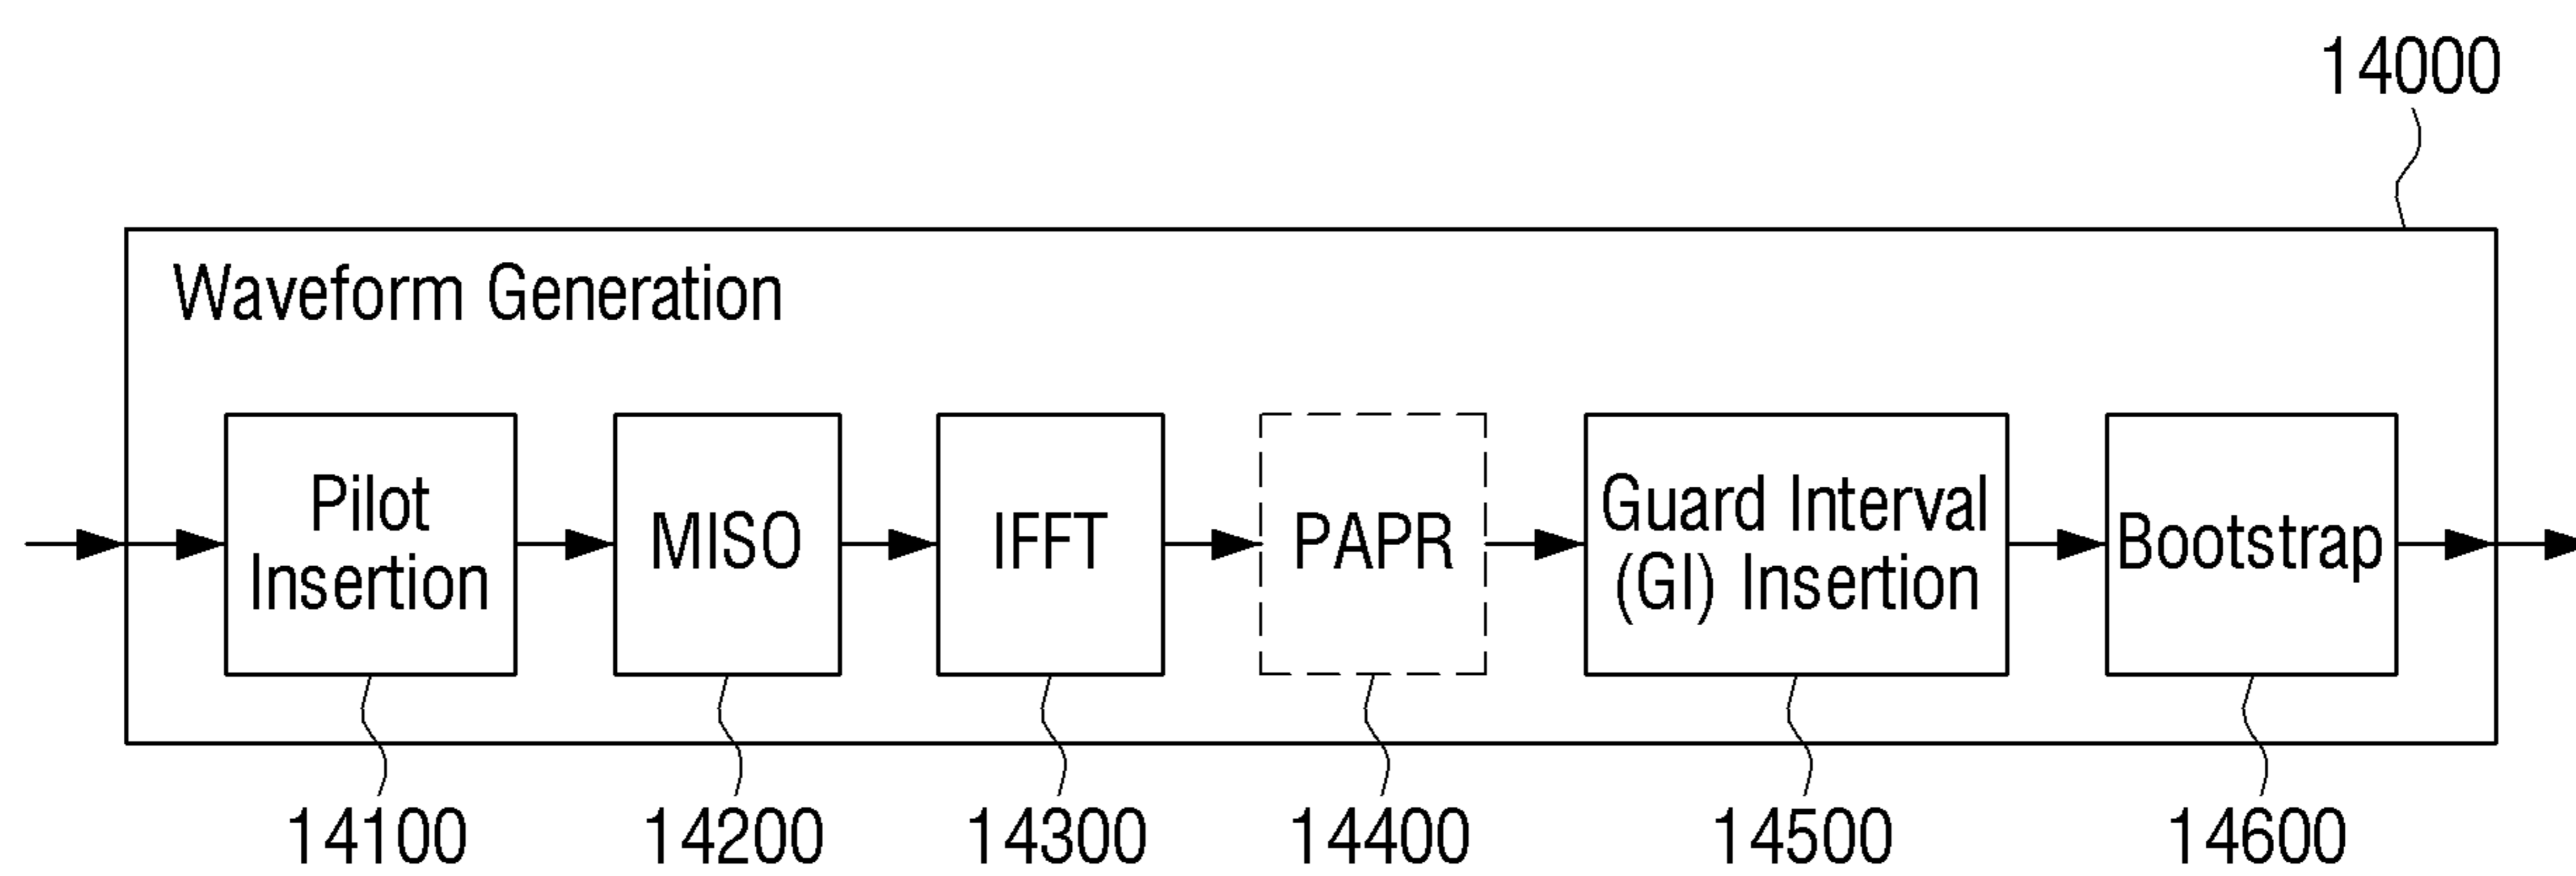 14000
Waveform Generation
Pilot
Insertion
MISO
IFFT
PAPR
Guard Interval
(GI) Insertion
Bootstrap
14100
14200
14300
14400
14500
14600